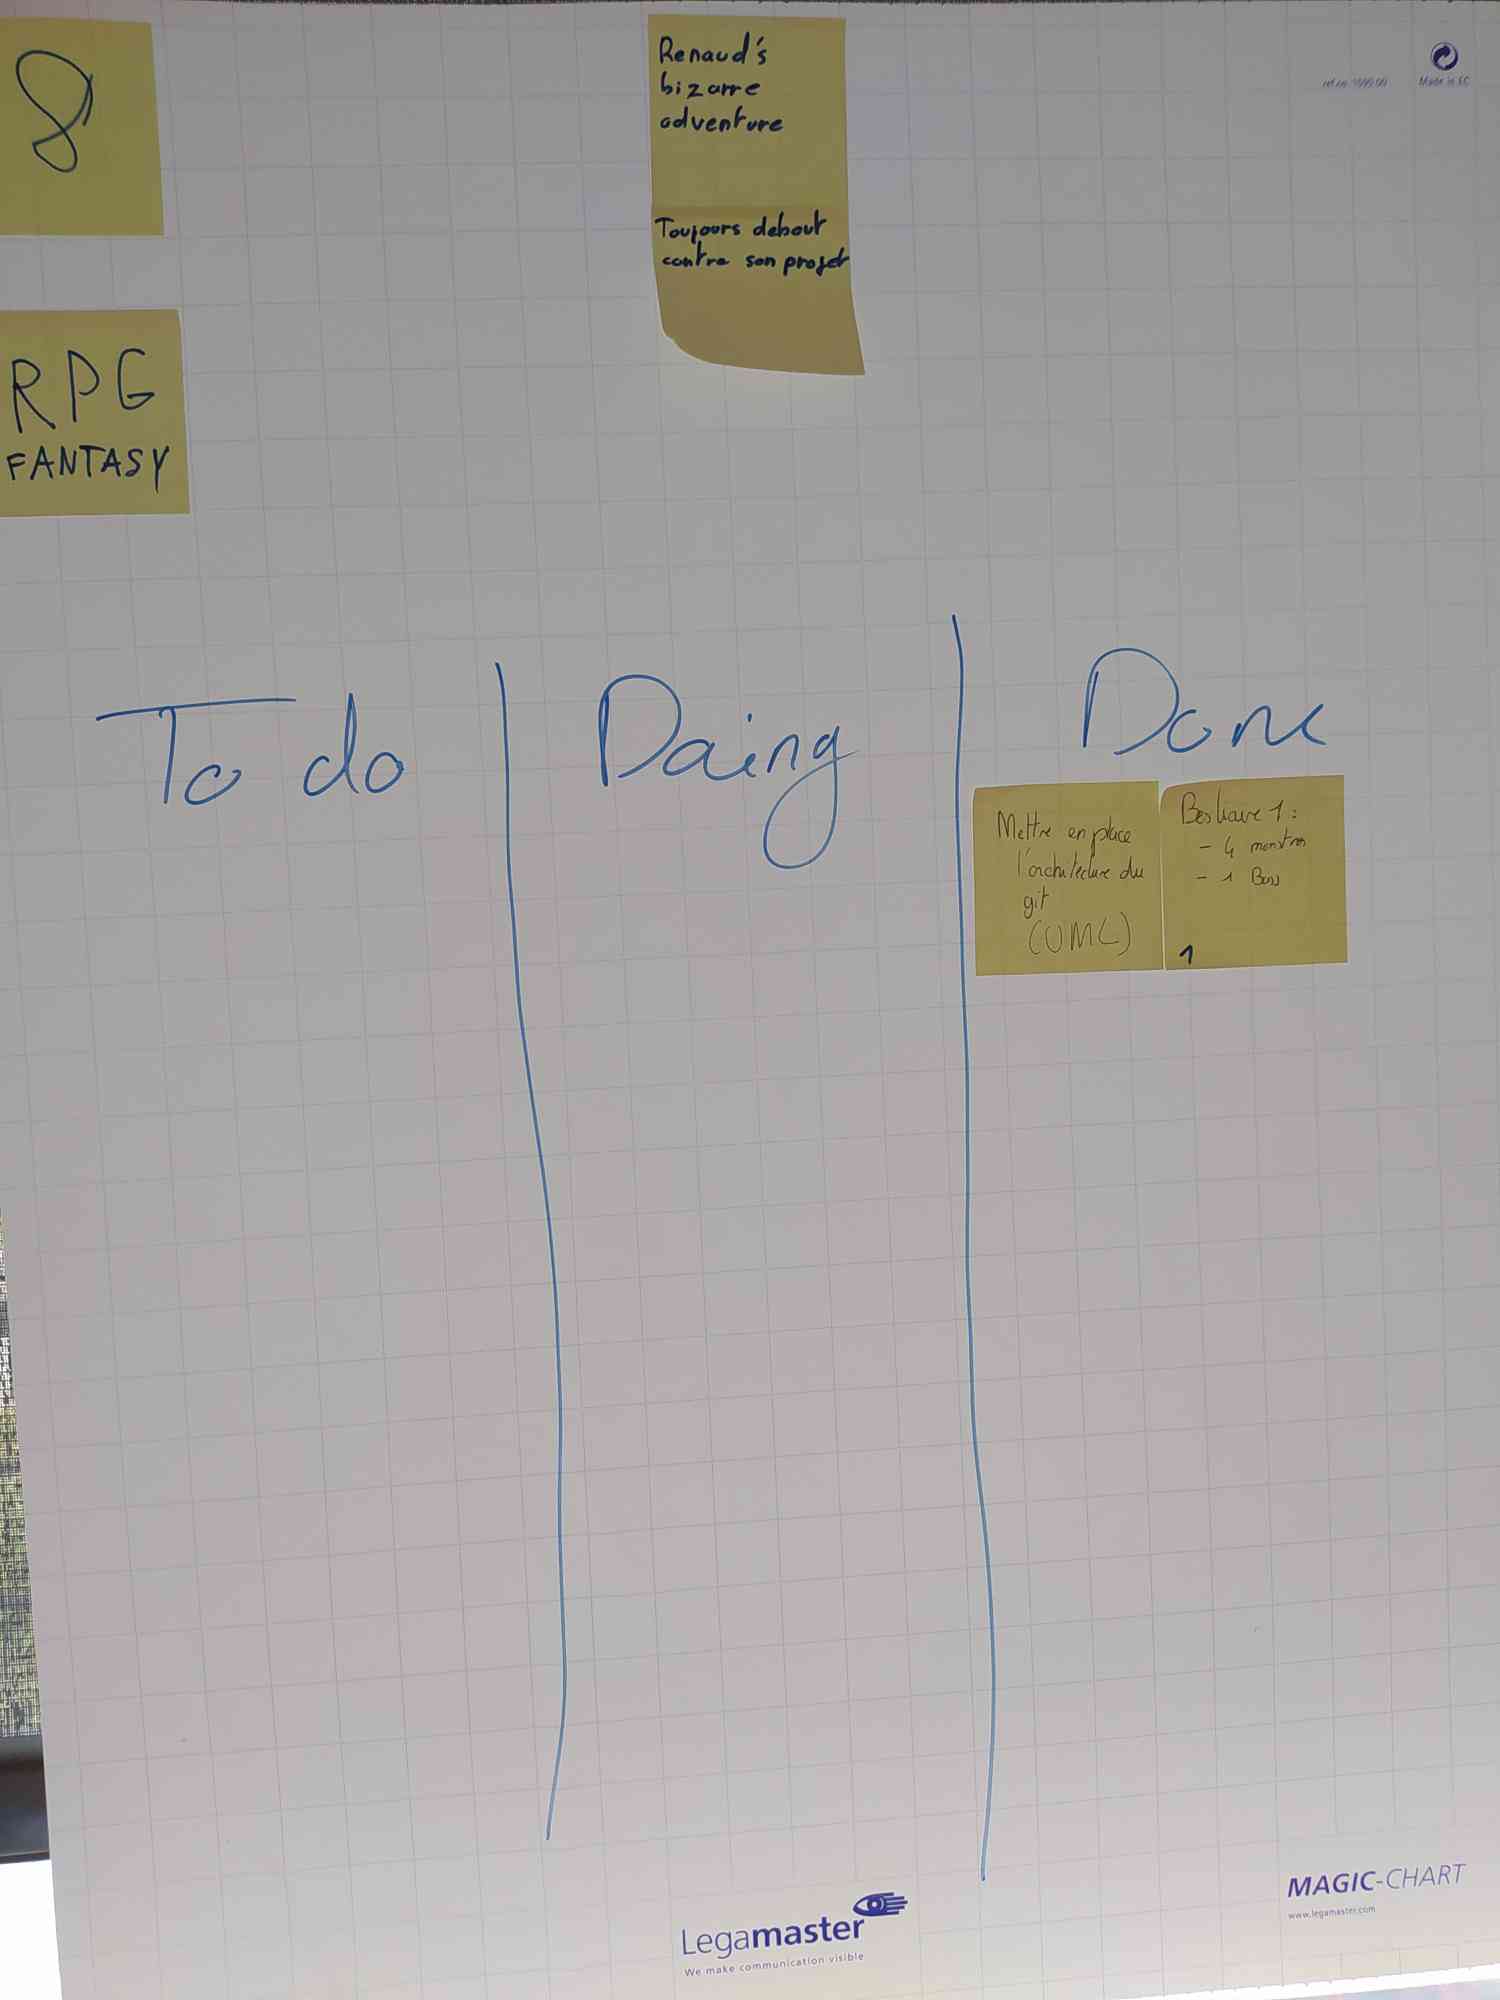 8
Renaud's
bizarre
adventure
Toujours debout
contre son projet
ref.no. 1590 00
Made in EC
RPG
FANTASY
To do
Doing
Done
Mettre en place
l'architecture du
git
(UML)
Bestiaire 1 :
- 4 monstres
- 1 Boss
1
Legamaster
We make communication visible
MAGIC-CHART
www.legamaster.com